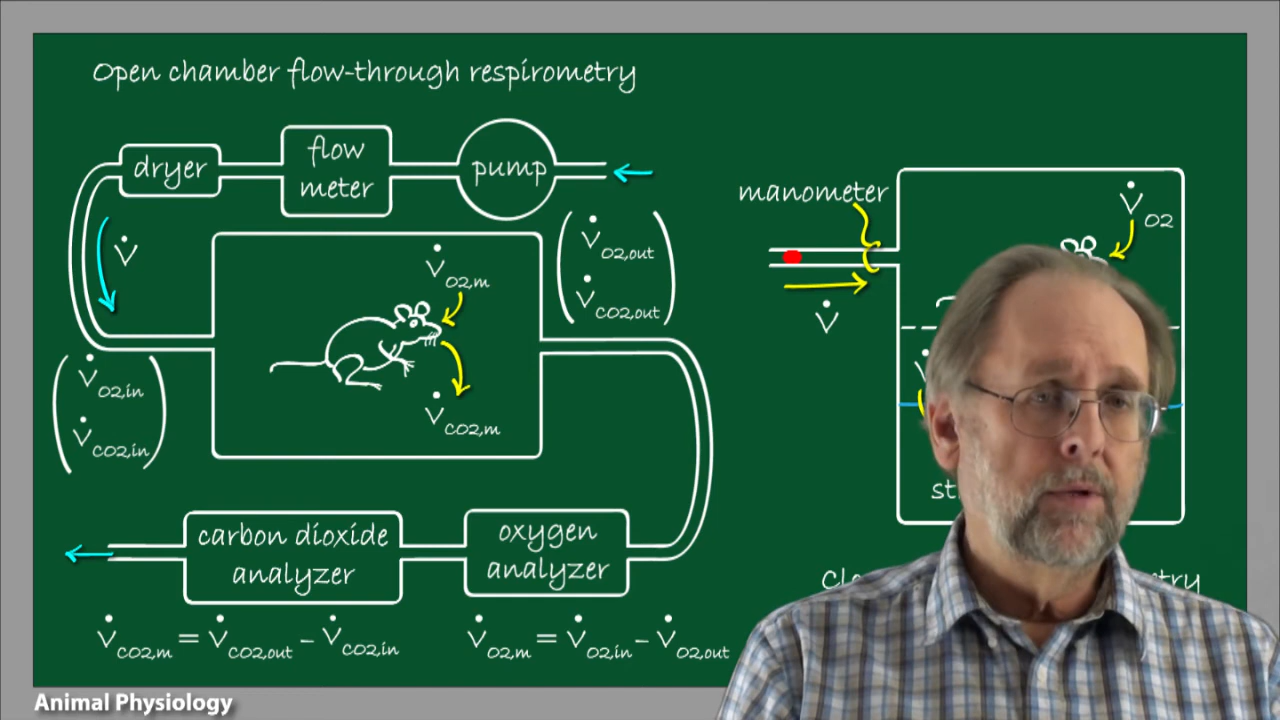 Open chamber flow-through respirometry
dryer
flow
meter
pump
V̇
V̇O2,m
V̇CO2,m
V̇O2,out
V̇CO2,out
V̇O2,in
V̇CO2,in
carbon dioxide
analyzer
oxygen
analyzer
V̇CO2,m = V̇CO2,out - V̇CO2,in
V̇O2,m = V̇O2,in - V̇O2,out
manometer
V̇
V̇O2
Animal Physiology